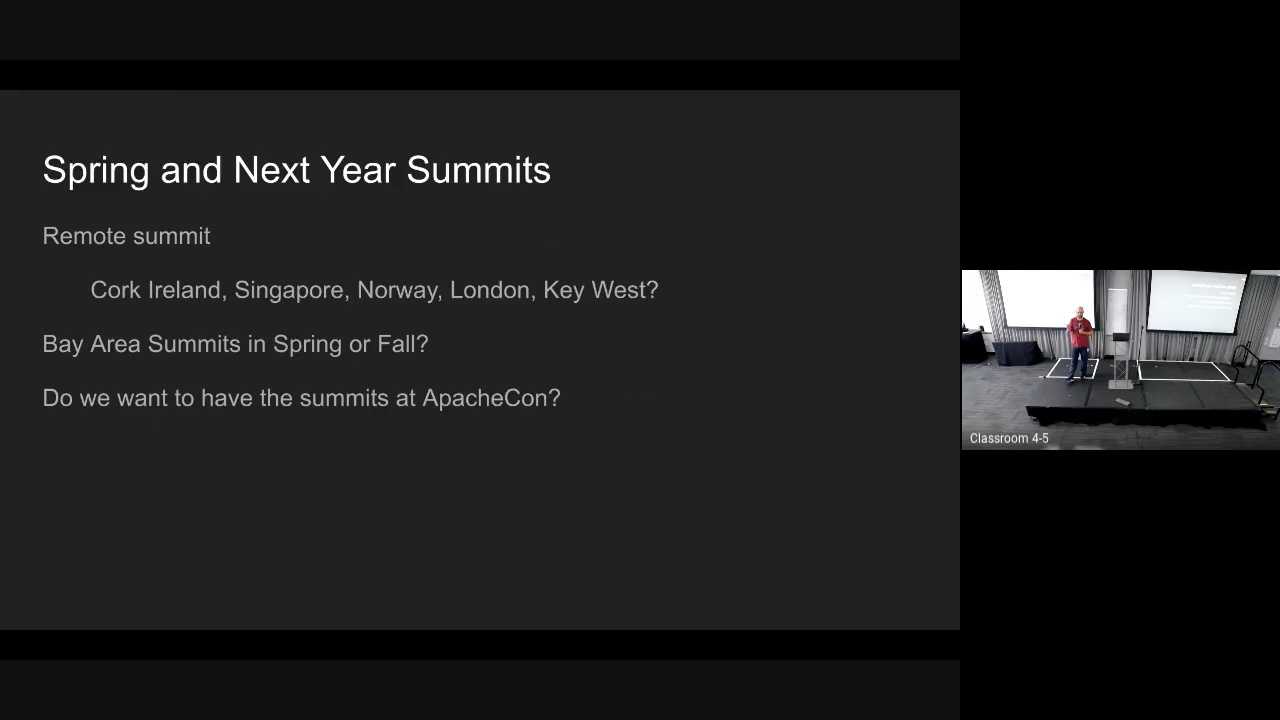 Spring and Next Year Summits
Remote summit
Cork Ireland, Singapore, Norway, London, Key West?
Bay Area Summits in Spring or Fall?
Do we want to have the summits at ApacheCon?
Classroom 4-5